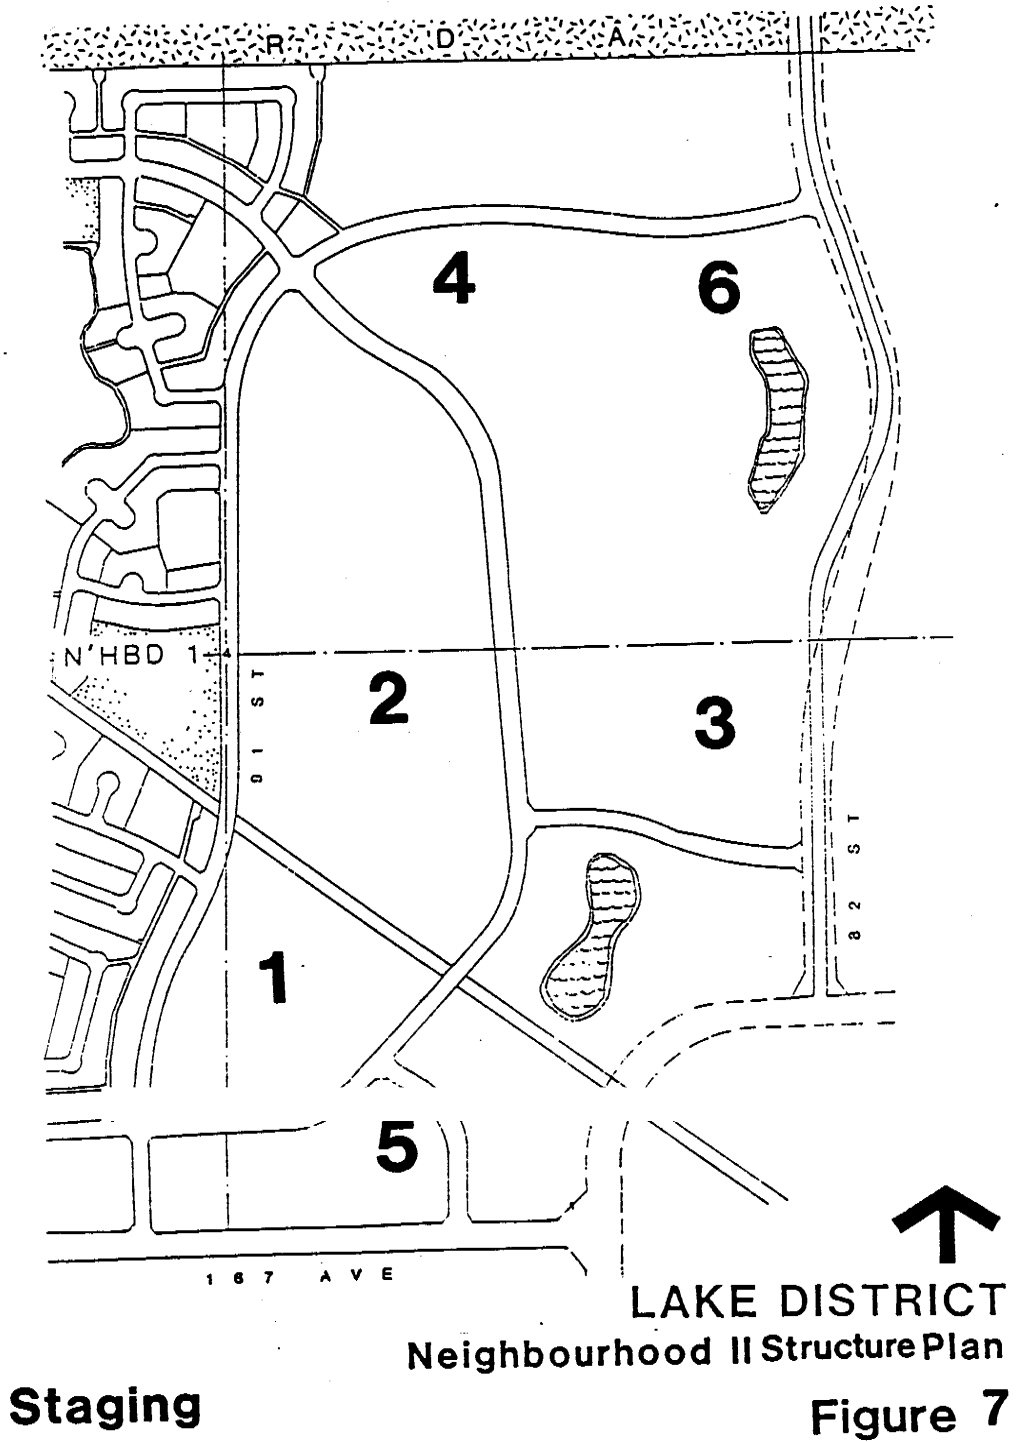 R D A
4
6
N'HBD 1
91 ST
2
3
82 ST
1
5
167 AVE
LAKE DISTRICT
Neighbourhood II Structure Plan
Staging
Figure 7